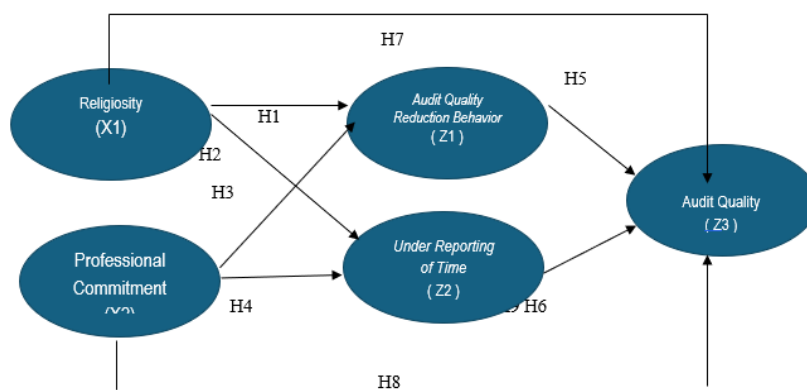 H7
H5
Religiosity
(X1)
H1
Audit Quality
Reduction Behavior
( Z1 )
H2
H3
Audit Quality
( Z3 )
Professional
Commitment
Under Reporting
of Time
( Z2 )
H4
H6
H8